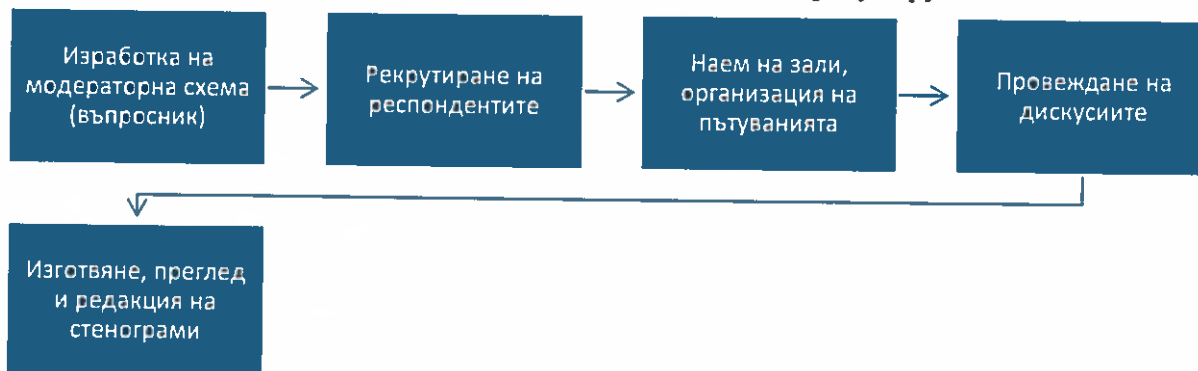 Изработка на
модераторна схема
(въпросник)
Рекрутиране на
респондентите
Наем на зали,
организация на
пътуванията
Провеждане на
дискусиите
Изготвяне, преглед
и редакция на
стенограми